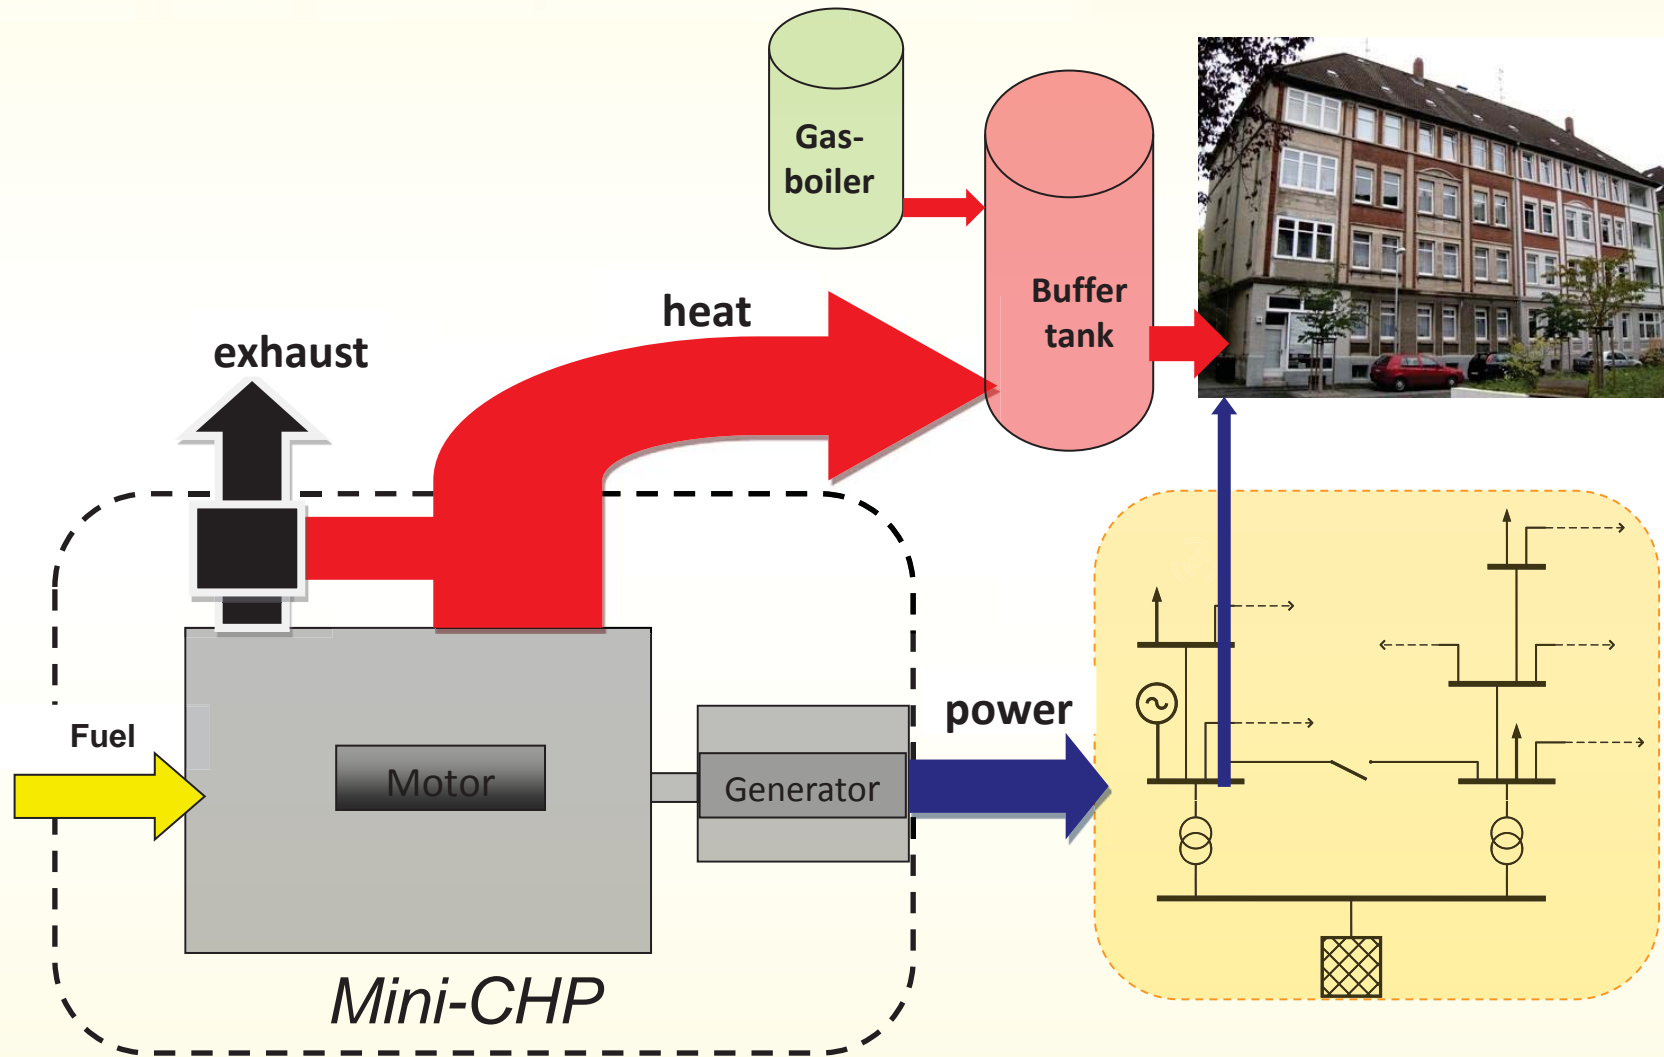 Gas-
boiler
Buffer
tank
heat
exhaust
power
Fuel
Motor
Generator
Mini-CHP